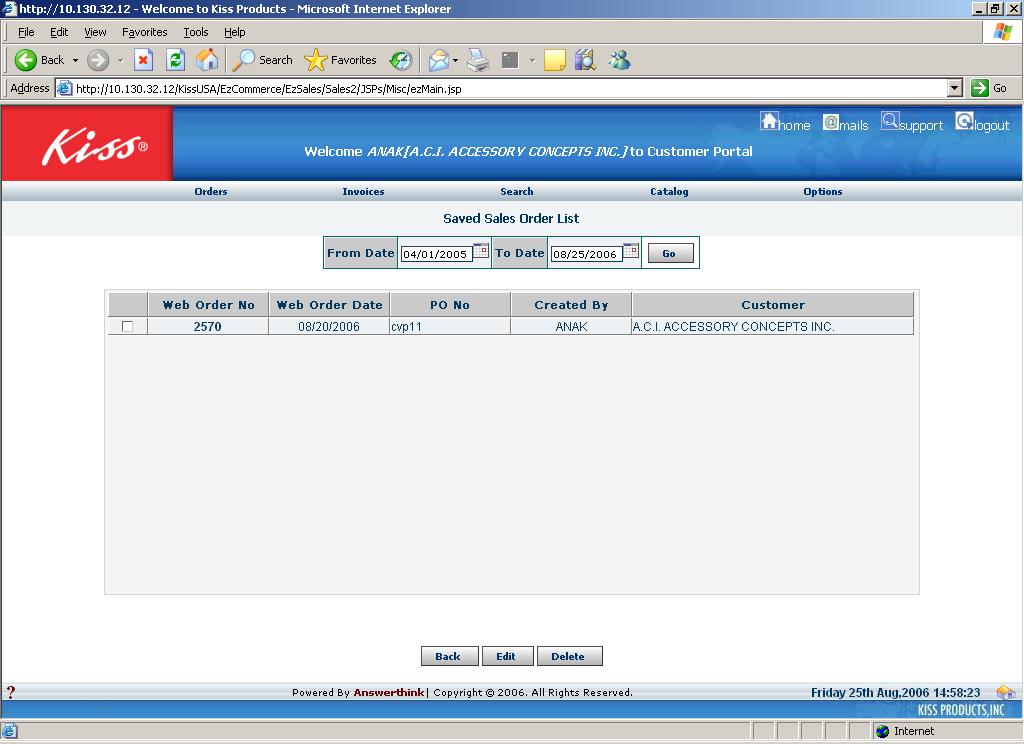 http://10.130.32.12 - Welcome to Kiss Products - Microsoft Internet Explorer
File Edit View Favorites Tools Help
Back Search Favorites
Address http://10.130.32.12/KissUSA/EzCommerce/EzSales/Sales2/JSPs/Misc/ezMain.jsp Go
Kiss®
home @mails support logout
Welcome ANAK[A.C.I. ACCESSORY CONCEPTS INC.] to Customer Portal
Orders Invoices Search Catalog Options
Saved Sales Order List
From Date 04/01/2005 To Date 08/25/2006 Go
Web Order No Web Order Date PO No Created By Customer
2570 08/20/2006 cvp11 ANAK A.C.I. ACCESSORY CONCEPTS INC.
Back Edit Delete
? Powered By Answerthink| Copyright © 2006. All Rights Reserved. Friday 25th Aug,2006 14:58:23
KISS PRODUCTS,INC
Internet